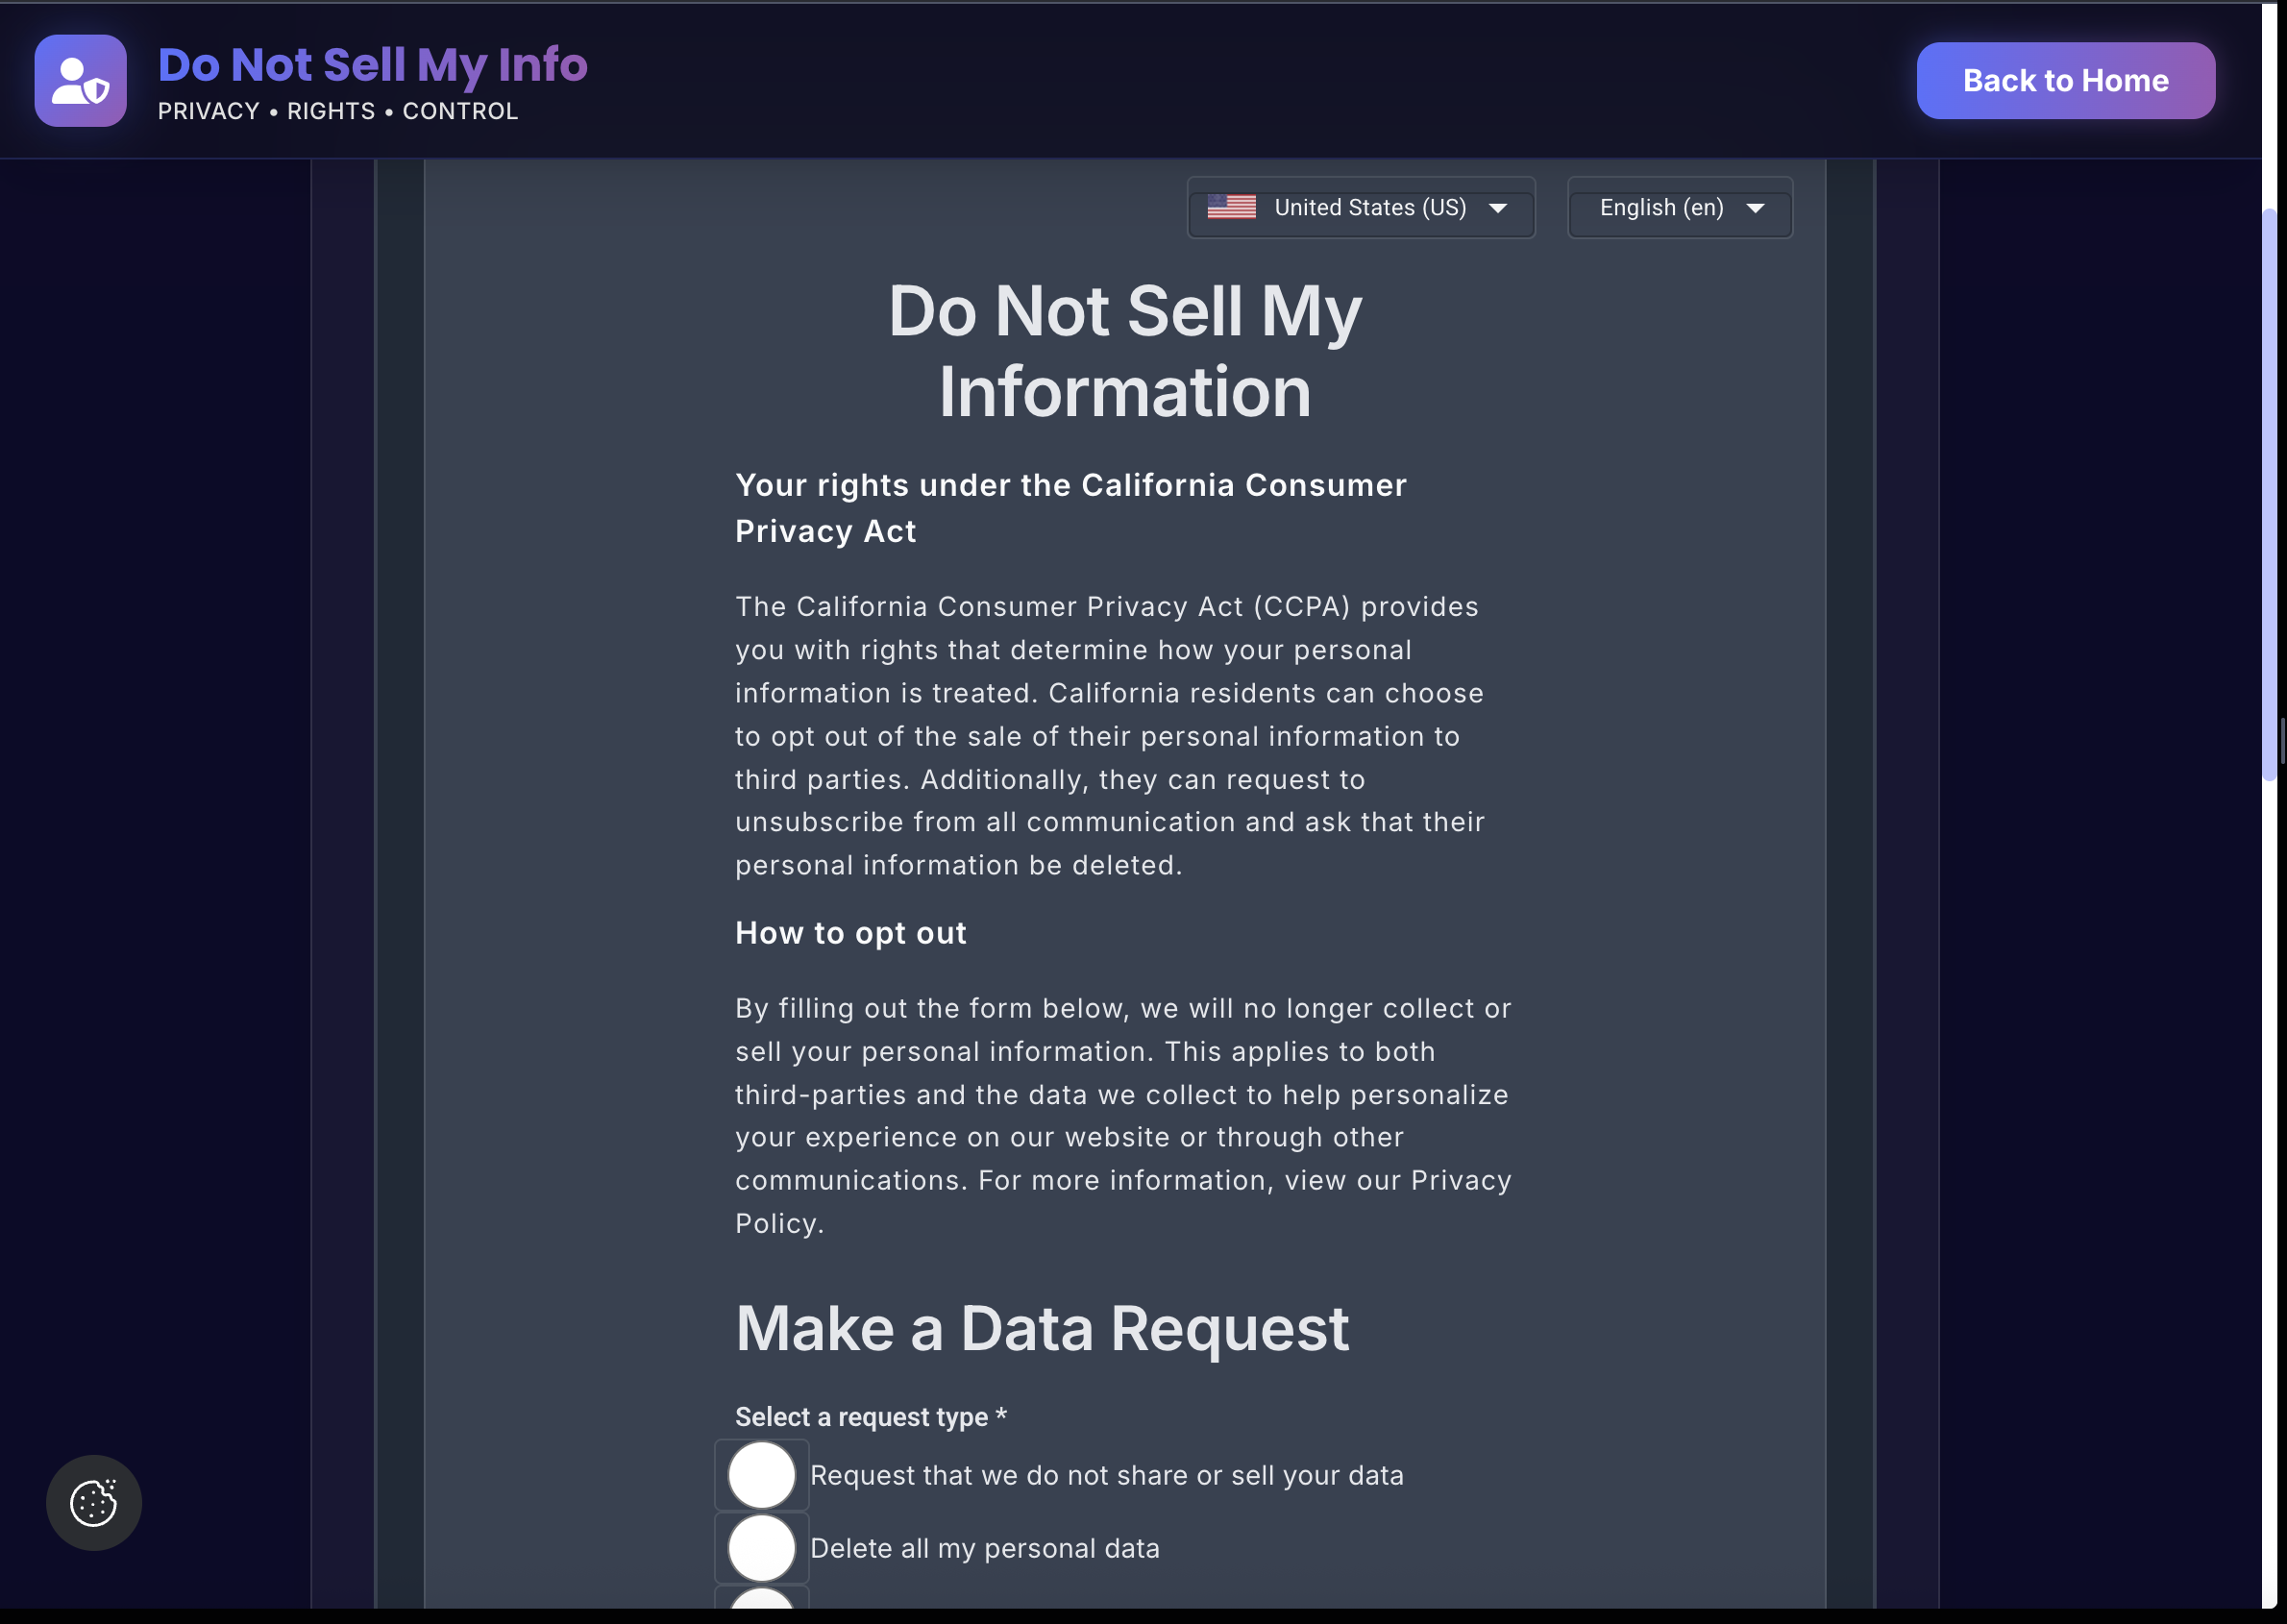 Do Not Sell My Info
PRIVACY • RIGHTS • CONTROL
Back to Home
United States (US)
English (en)
Do Not Sell My
Information
Your rights under the California Consumer
Privacy Act
The California Consumer Privacy Act (CCPA) provides
you with rights that determine how your personal
information is treated. California residents can choose
to opt out of the sale of their personal information to
third parties. Additionally, they can request to
unsubscribe from all communication and ask that their
personal information be deleted.
How to opt out
By filling out the form below, we will no longer collect or
sell your personal information. This applies to both
third-parties and the data we collect to help personalize
your experience on our website or through other
communications. For more information, view our Privacy
Policy.
Make a Data Request
Select a request type *
Request that we do not share or sell your data
Delete all my personal data